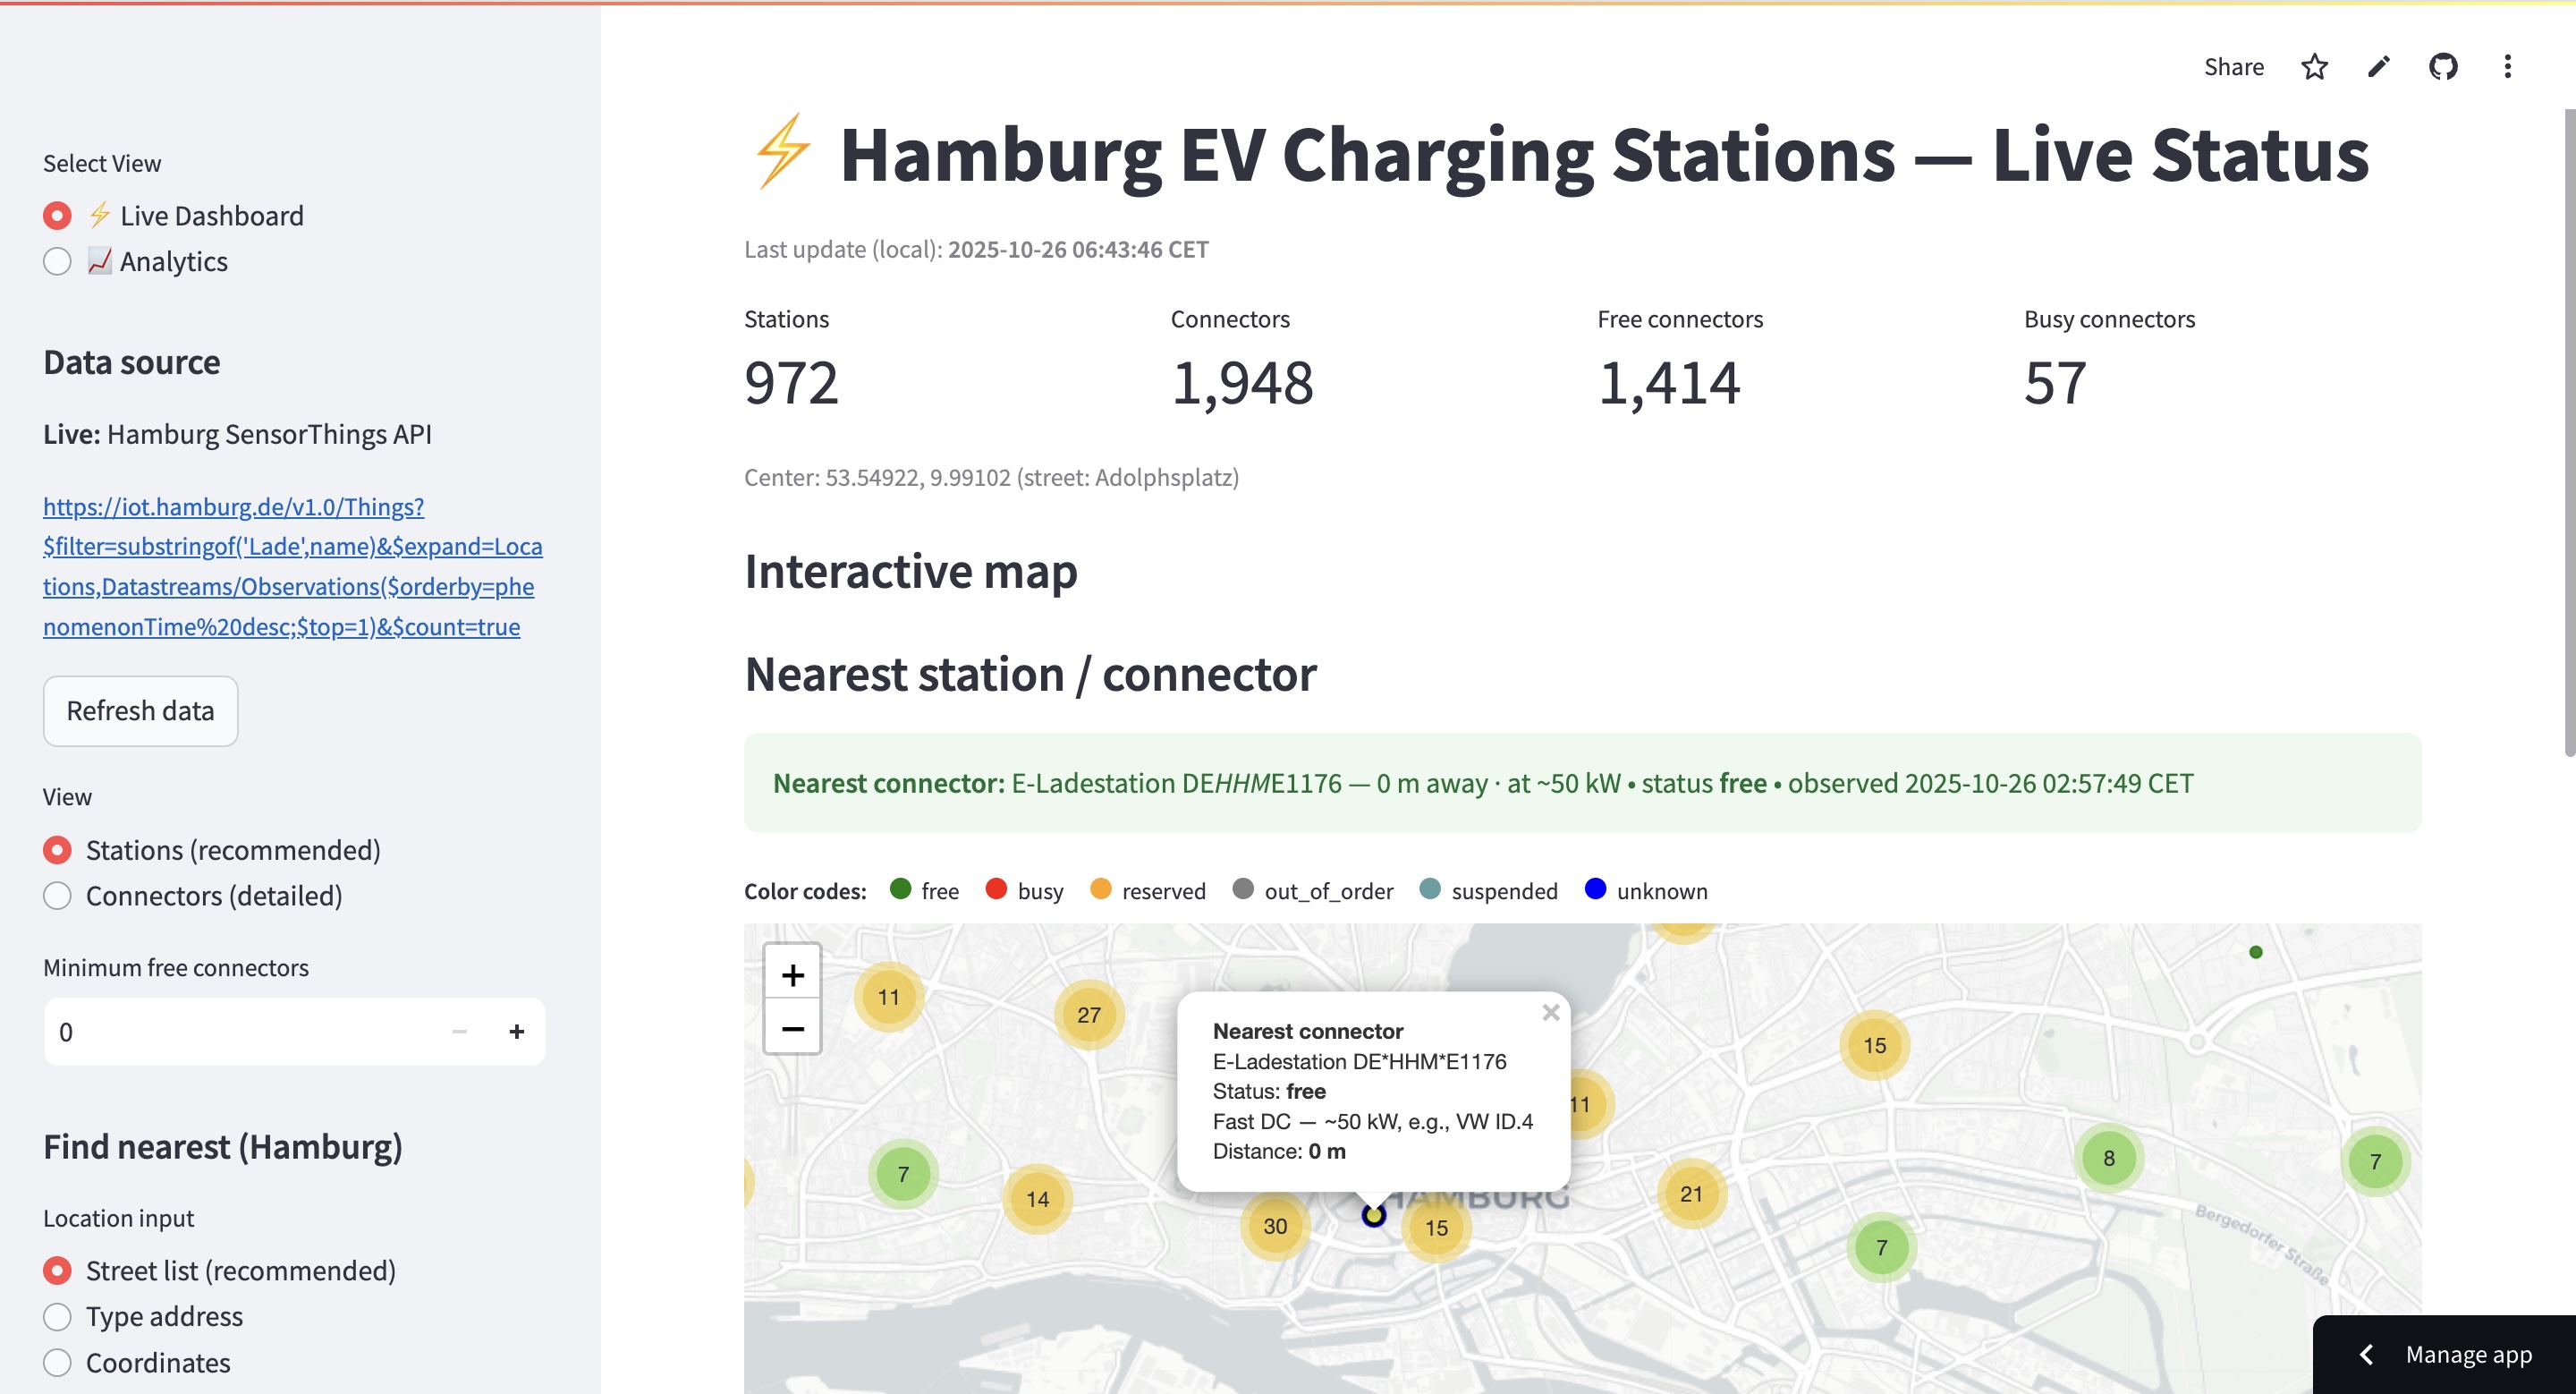 Share
Select View
⚡ Live Dashboard
📈 Analytics
Data source
Live: Hamburg SensorThings API
https://iot.hamburg.de/v1.0/Things?
$filter=substringof('Lade',name)&$expand=Loca
tions,Datastreams/Observations($orderby=phe
nomenonTime%20desc;$top=1)&$count=true
Refresh data
View
Stations (recommended)
Connectors (detailed)
Minimum free connectors
0
Find nearest (Hamburg)
Location input
Street list (recommended)
Type address
Coordinates
⚡ Hamburg EV Charging Stations — Live Status
Last update (local): 2025-10-26 06:43:46 CET
Stations
972
Connectors
1,948
Free connectors
1,414
Busy connectors
57
Center: 53.54922, 9.99102 (street: Adolphsplatz)
Interactive map
Nearest station / connector
Nearest connector: E-Ladestation DEHHME1176 — 0 m away · at ~50 kW • status free • observed 2025-10-26 02:57:49 CET
Color codes: free busy reserved out_of_order suspended unknown
+
−
11
27
Nearest connector
E-Ladestation DE*HHM*E1176
Status: free
Fast DC — ~50 kW, e.g., VW ID.4
Distance: 0 m
×
15
11
8
7
7
14
21
HAMBURG
30
15
7
Bergedorfer Straße
Manage app